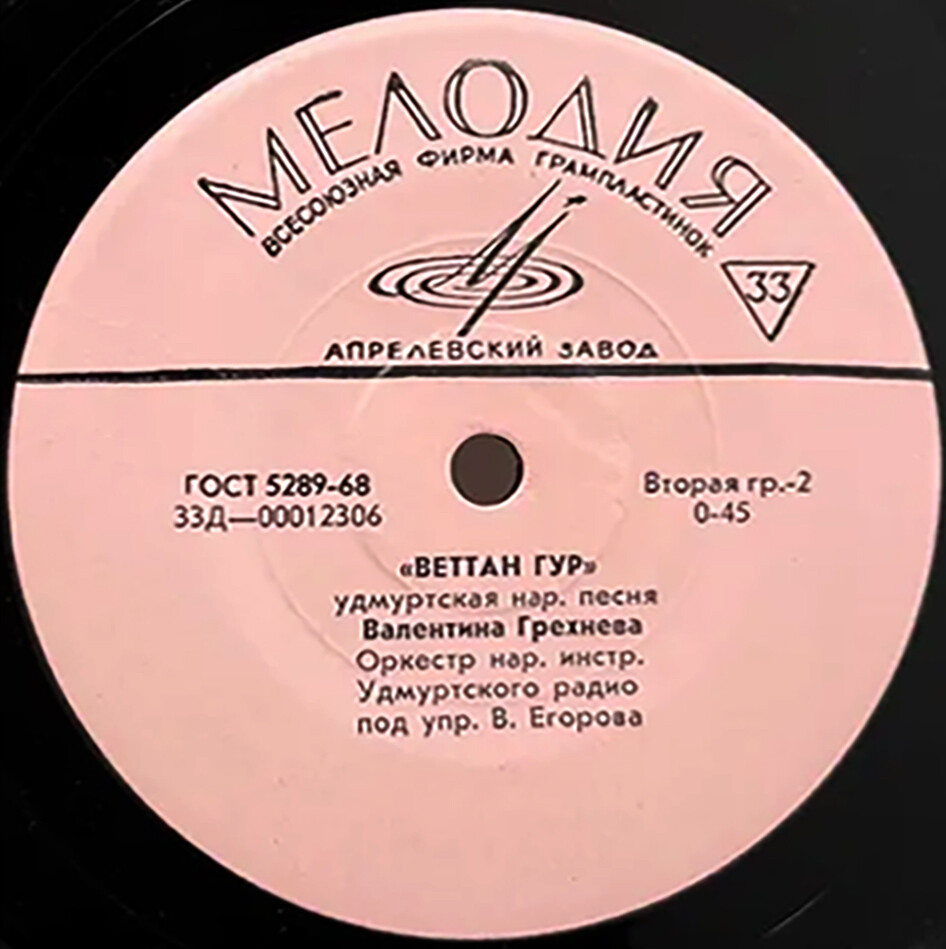 МЕЛОДИЯ
ВСЕСОЮЗНАЯ ФИРМА ГРАМПЛАСТИНОК
33
АПРЕЛЕВСКИЙ ЗАВОД
ГОСТ 5289-68
33Д—00012306
Вторая гр.-2
0-45
«ВЕТТАН ГУР»
удмуртская нар. песня
Валентина Грехнева
Оркестр нар. инстр.
Удмуртского радио
под упр. В. Егорова